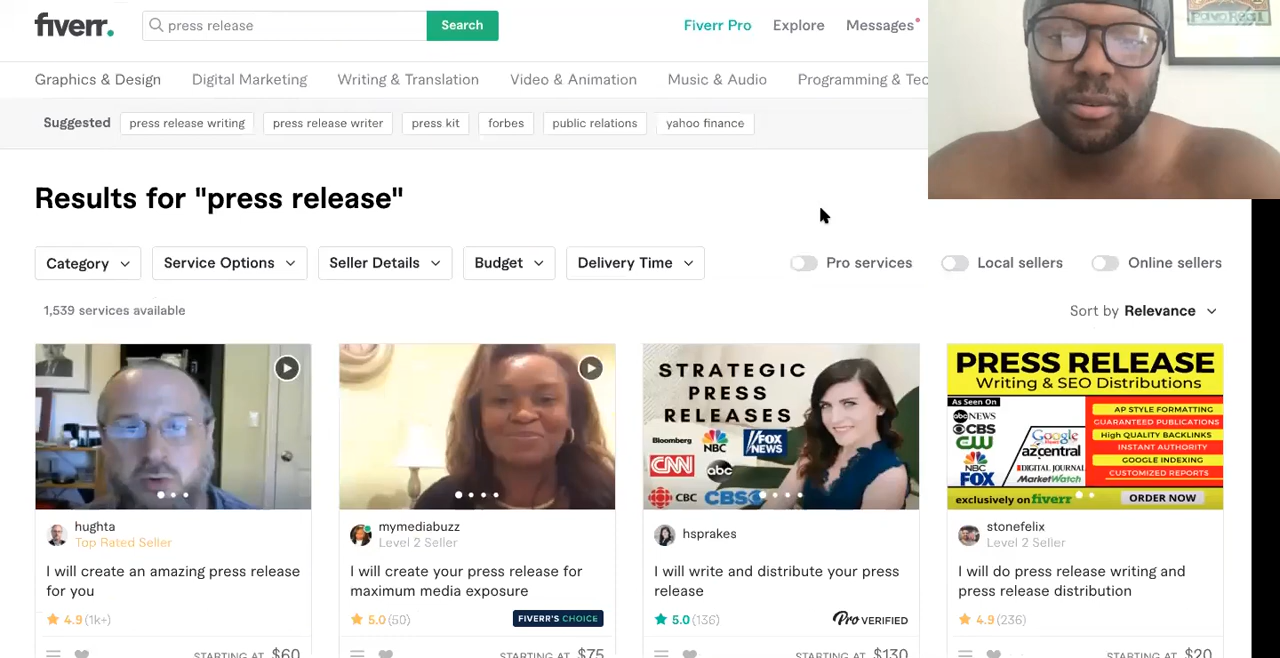 fiverr.
press release
Search
Fiverr Pro
Explore
Messages
Graphics & Design
Digital Marketing
Writing & Translation
Video & Animation
Music & Audio
Programming & Tec
Suggested
press release writing
press release writer
press kit
forbes
public relations
yahoo finance
Results for "press release"
Category
Service Options
Seller Details
Budget
Delivery Time
Pro services
Local sellers
Online sellers
1,539 services available
Sort by Relevance
STRATEGIC
PRESS
RELEASES
Bloomberg
NBC
FOX
NEWS
CNN
abc
CBC
CBS
PRESS RELEASE
Writing & SEO Distributions
As Seen On
abc NEWS
CBS
CW
NBC
FOX
Google
News
azcentral
DIGITAL JOURNAL
MarketWatch
AP STYLE FORMATTING
GUARANTEED PUBLICATIONS
High QUALITY BACKLINKS
INSTANT AUTHORITY
GOOGLE INDEXING
CUSTOMIZED REPORTS
exclusively on fiverr
ORDER NOW
hughta
Top Rated Seller
I will create an amazing press release
for you
4.9 (1k+)
STARTING AT $60
mymediabuzz
Level 2 Seller
I will create your press release for
maximum media exposure
5.0 (50)
FIVERR'S CHOICE
STARTING AT $75
hsprakes
I will write and distribute your press
release
5.0 (136)
Pro VERIFIED
STARTING AT $130
stonefelix
Level 2 Seller
I will do press release writing and
press release distribution
4.9 (236)
STARTING AT $20